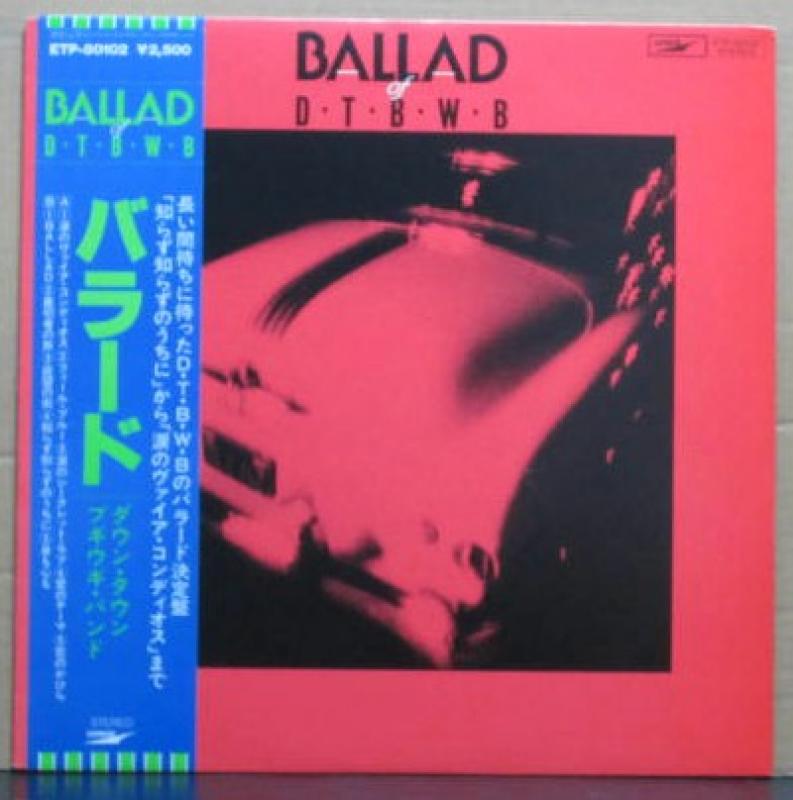 ETP-80102 ¥2,500
BALLAD
of
D・T・B・W・B
長い間待ちに待ったD・T・B・W・Bのバラード決定盤
「知らず知らずのうちに」から「涙のヴァイア・コンディオス」まで
バラード
ダウン・タウン
ブギウギ・バンド
STEREO
BALLAD
of
D・T・B・W・B